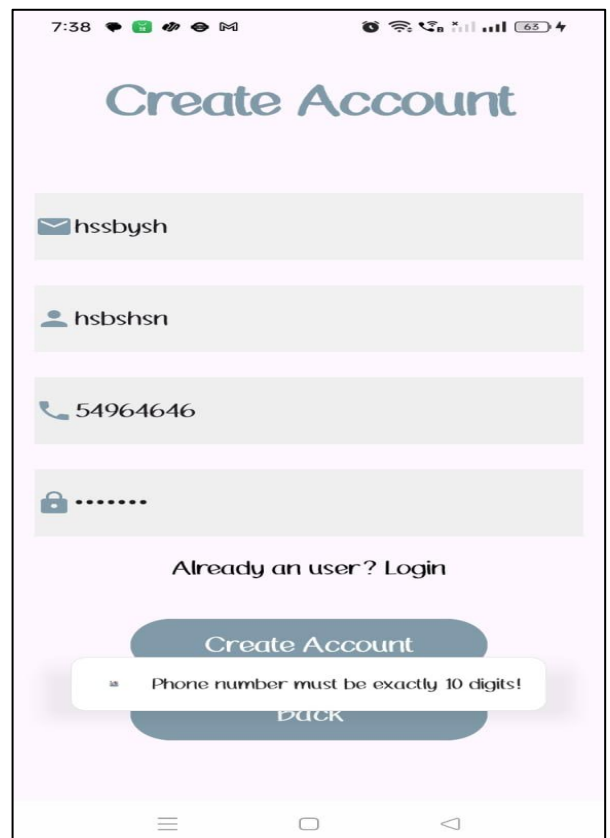 7:38
63
Create Account
hssbysh
hsbshsn
54964646
•••••••
Already an user? Login
Create Account
Phone number must be exactly 10 digits!
Back